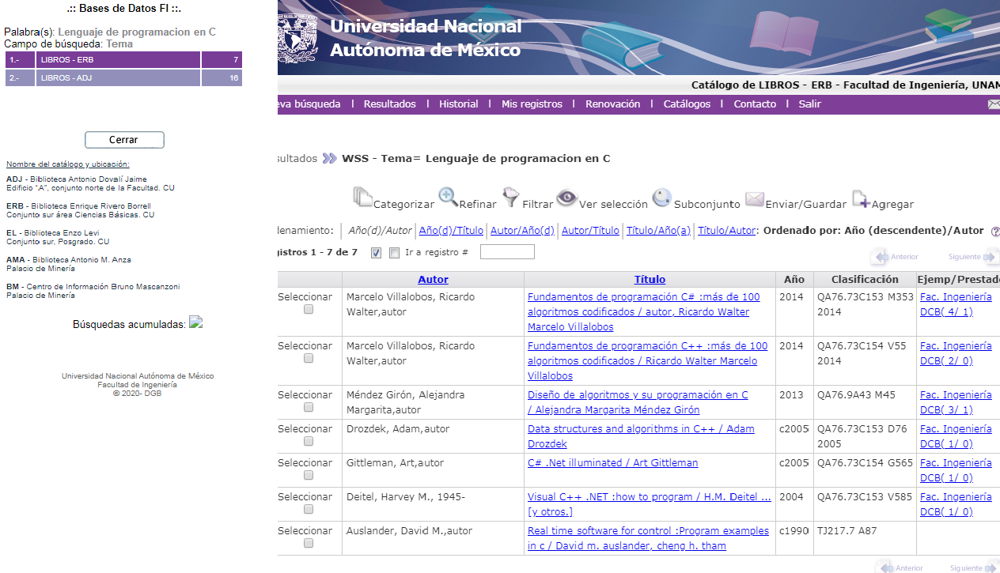 .:: Bases de Datos FI ::.
Palabra(s): Lenguaje de programacion en C
Campo de búsqueda: Tema
1.- LIBROS - ERB 7
2.- LIBROS - ADJ 16
Cerrar
Nombre del catálogo y ubicación:
ADJ - Biblioteca Antonio Dovalí Jaime
Edificio "A", conjunto norte de la Facultad. CU
ERB - Biblioteca Enrique Rivero Borrell
Conjunto sur área Ciencias Básicas. CU
EL - Biblioteca Enzo Levi
Conjunto sur, Posgrado. CU
AMA - Biblioteca Antonio M. Anza
Palacio de Minería
BM - Centro de Información Bruno Mascanzoni
Palacio de Minería
Búsquedas acumuladas:
Universidad Nacional Autónoma de México
Facultad de Ingeniería
© 2020- DGB
Universidad Nacional
Autónoma de México
Catálogo de LIBROS - ERB - Facultad de Ingeniería, UNAM
eva búsqueda | Resultados | Historial | Mis registros | Renovación | Catálogos | Contacto | Salir
sultados WSS - Tema= Lenguaje de programacion en C
Categorizar Refinar Filtrar Ver selección Subconjunto Enviar/Guardar Agregar
denamiento: Año(d)/Autor Año(d)/Título Autor/Año(d) Autor/Título Título/Año(a) Título/Autor: Ordenado por: Año (descendente)/Autor
gistros 1 - 7 de 7 Ir a registro #
Anterior Siguiente
Autor Título Año Clasificación Ejemp/Prestad
Seleccionar Marcelo Villalobos, Ricardo Fundamentos de programación C# :más de 100 2014 QA76.73C153 M353 Fac. Ingeniería
Walter,autor algoritmos codificados / autor, Ricardo Walter 2014 DCB( 4/ 1)
Marcelo Villalobos
Seleccionar Marcelo Villalobos, Ricardo Fundamentos de programación C++ :más de 100 2014 QA76.73C154 V55 Fac. Ingeniería
Walter,autor algoritmos codificados / Ricardo Walter Marcelo 2014 DCB( 2/ 0)
Villalobos
Seleccionar Méndez Girón, Alejandra Diseño de algoritmos y su programación en C 2013 QA76.9A43 M45 Fac. Ingeniería
Margarita,autor / Alejandra Margarita Méndez Girón DCB( 3/ 1)
Seleccionar Drozdek, Adam,autor Data structures and algorithms in C++ / Adam c2005 QA76.73C153 D76 Fac. Ingeniería
Drozdek 2005 DCB( 1/ 0)
Seleccionar Gittleman, Art,autor C# .Net illuminated / Art Gittleman c2005 QA76.73C154 G565 Fac. Ingeniería
DCB( 1/ 0)
Seleccionar Deitel, Harvey M., 1945- Visual C++ .NET :how to program / H.M. Deitel ... 2004 QA76.73C153 V585 Fac. Ingeniería
[y otros.] DCB( 1/ 0)
Seleccionar Auslander, David M.,autor Real time software for control :Program examples c1990 TJ217.7 A87
in c / David m. auslander, cheng h. tham
Anterior Siguiente